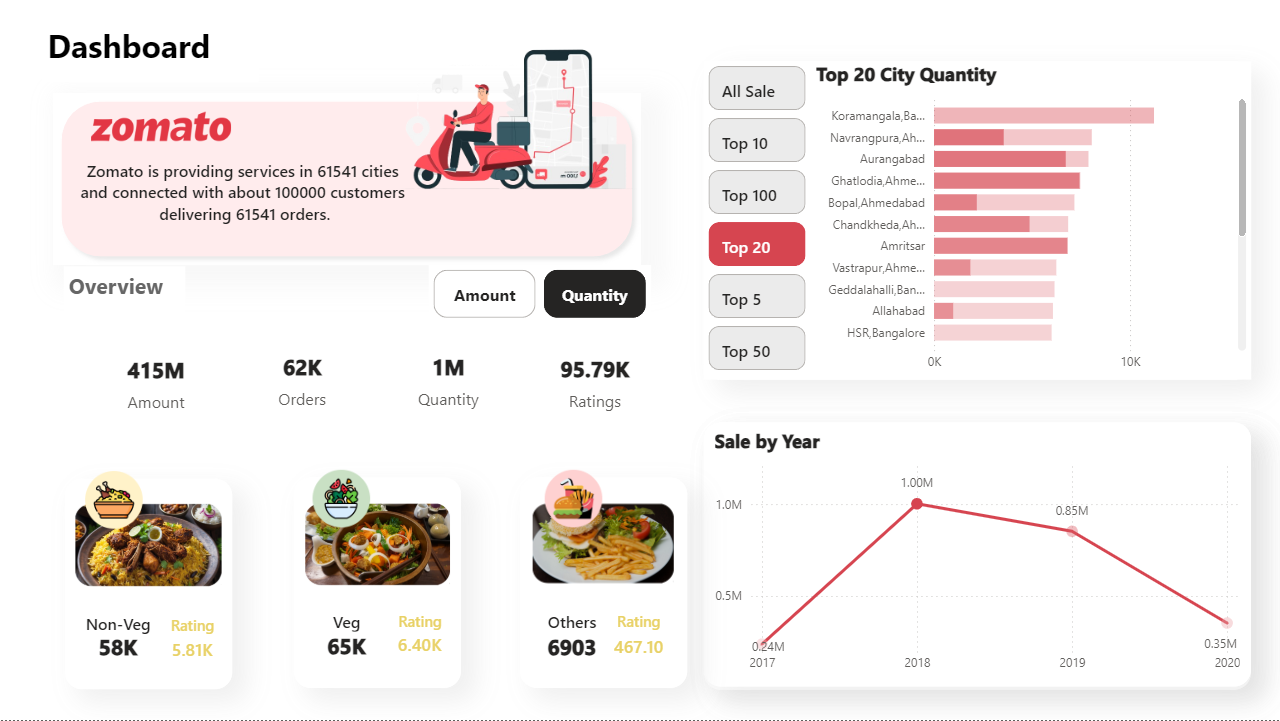 Dashboard
zomato
Zomato is providing services in 61541 cities
and connected with about 100000 customers
delivering 61541 orders.
Overview
Amount
Quantity
415M
Amount
62K
Orders
1M
Quantity
95.79K
Ratings
Non-Veg
58K
Rating
5.81K
Veg
65K
Rating
6.40K
Others
6903
Rating
467.10
All Sale
Top 10
Top 100
Top 20
Top 5
Top 50
Top 20 City Quantity
Koramangala,Ba...
Navrangpura,Ah...
Aurangabad
Ghatlodia,Ahme...
Bopal,Ahmedabad
Chandkheda,Ah...
Amritsar
Vastrapur,Ahme...
Geddalahalli,Ban...
Allahabad
HSR,Bangalore
0K
10K
Sale by Year
1.0M
0.5M
0.24M
1.00M
0.85M
0.35M
2017
2018
2019
2020